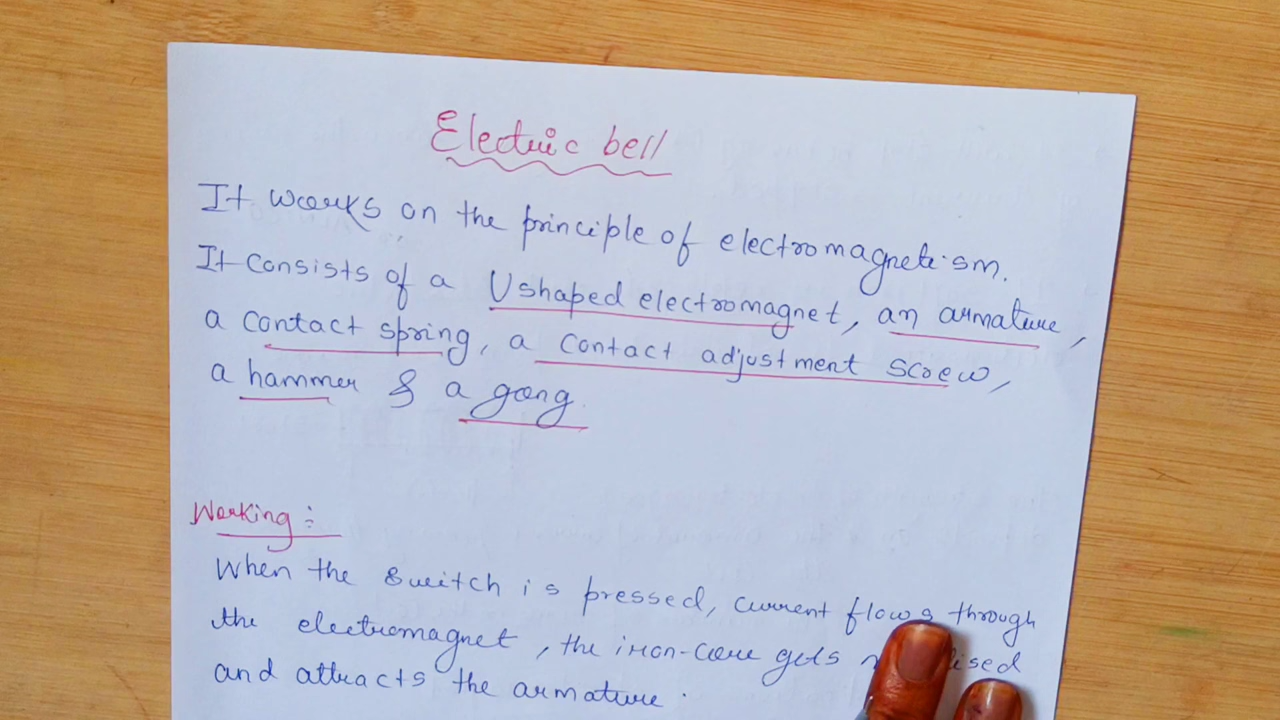 Electric bell
It works on the principle of electromagnetism.
It consists of a U shaped electromagnet, an armature,
a contact spring, a contact adjustment screw,
a hammer & a gong.
Working :
When the switch is pressed, current flows through
the electromagnet, the iron-core gets
and attracts the armature.